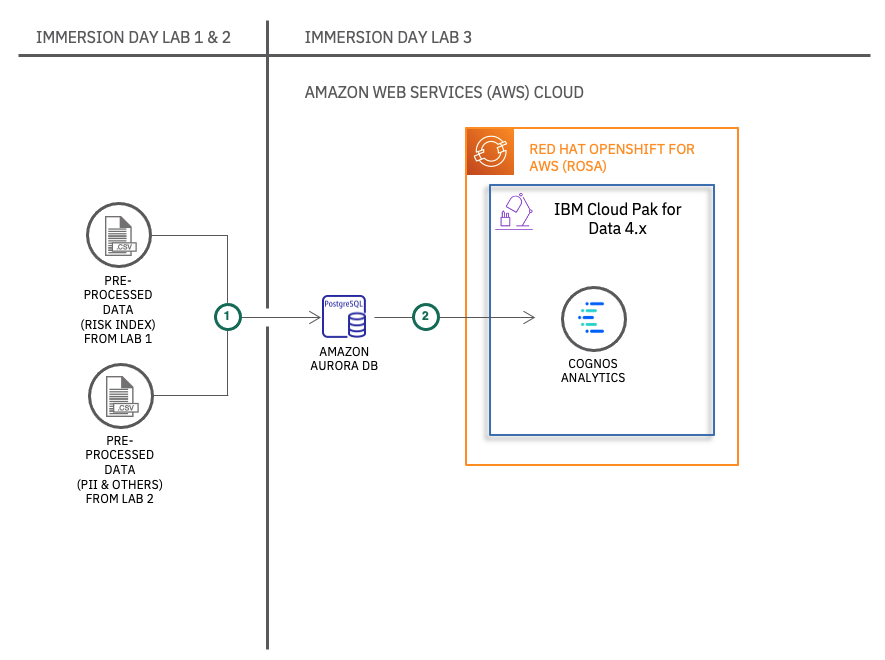 IMMERSION DAY LAB 1 & 2
IMMERSION DAY LAB 3
AMAZON WEB SERVICES (AWS) CLOUD
RED HAT OPENSHIFT FOR
AWS (ROSA)
IBM Cloud Pak for
Data 4.x
.CSV
PRE-
PROCESSED
DATA
(RISK INDEX)
FROM LAB 1
1
PostgreSQL
AMAZON
AURORA DB
2
COGNOS
ANALYTICS
.CSV
PRE-
PROCESSED
DATA
(PII & OTHERS)
FROM LAB 2